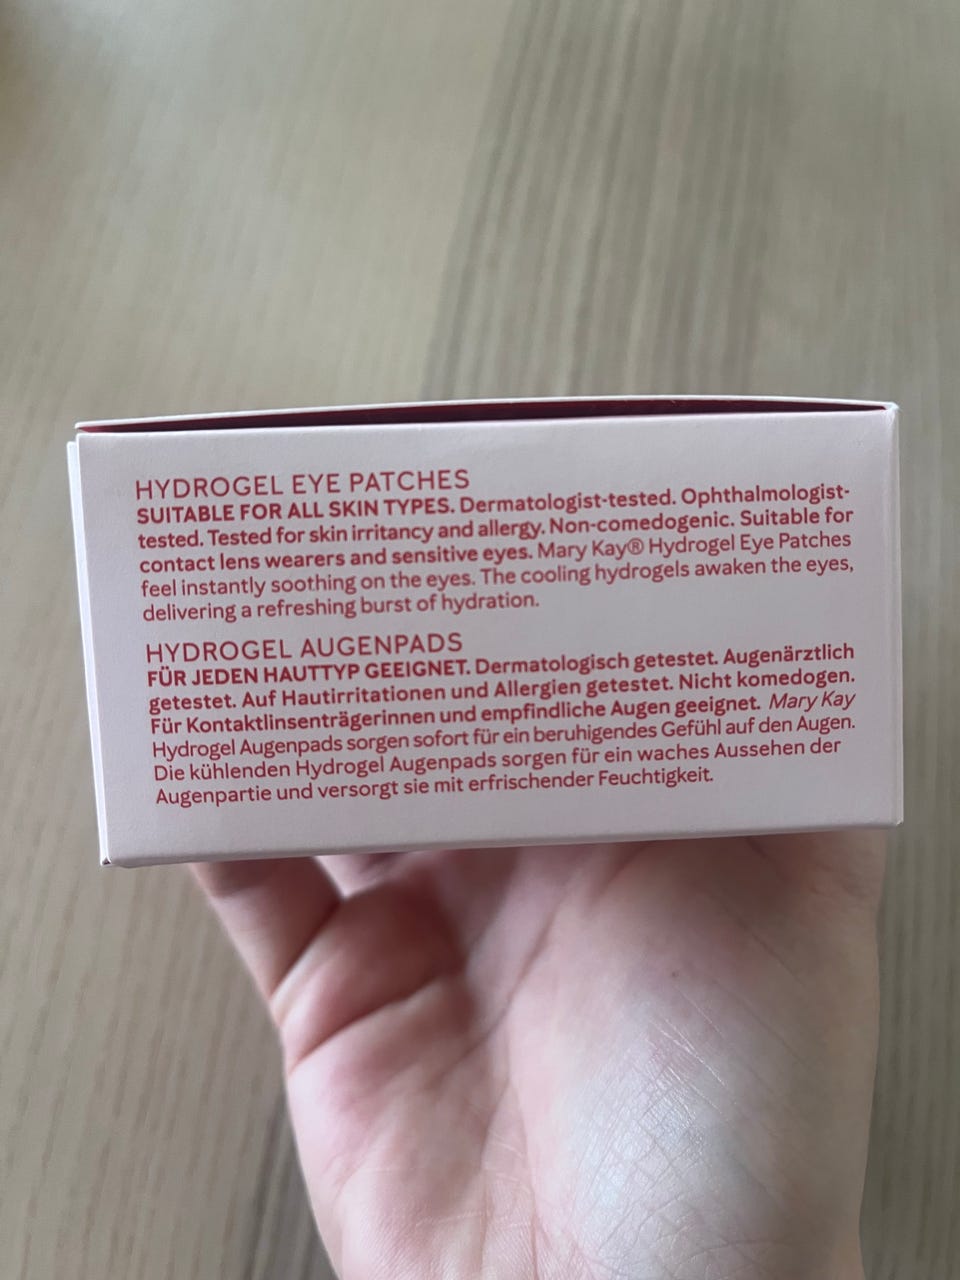 HYDROGEL EYE PATCHES
SUITABLE FOR ALL SKIN TYPES. Dermatologist-tested. Ophthalmologist-
tested. Tested for skin irritancy and allergy. Non-comedogenic. Suitable for
contact lens wearers and sensitive eyes. Mary Kay® Hydrogel Eye Patches
feel instantly soothing on the eyes. The cooling hydrogels awaken the eyes,
delivering a refreshing burst of hydration.
HYDROGEL AUGENPADS
FÜR JEDEN HAUTTYP GEEIGNET. Dermatologisch getestet. Augenärztlich
getestet. Auf Hautirritationen und Allergien getestet. Nicht komedogen.
Für Kontaktlinsenträgerinnen und empfindliche Augen geeignet. Mary Kay
Hydrogel Augenpads sorgen sofort für ein beruhigendes Gefühl auf den Augen.
Die kühlenden Hydrogel Augenpads sorgen für ein waches Aussehen der
Augenpartie und versorgt sie mit erfrischender Feuchtigkeit.